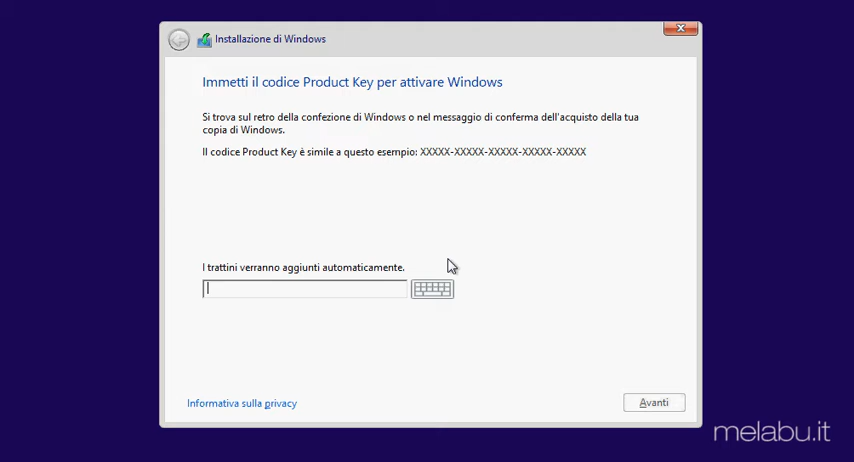 Installazione di Windows
Immetti il codice Product Key per attivare Windows
Si trova sul retro della confezione di Windows o nel messaggio di conferma dell'acquisto della tua
copia di Windows.
Il codice Product Key è simile a questo esempio: XXXXX-XXXXX-XXXXX-XXXXX-XXXXX
I trattini verranno aggiunti automaticamente.
Informativa sulla privacy
Avanti
melabu.it